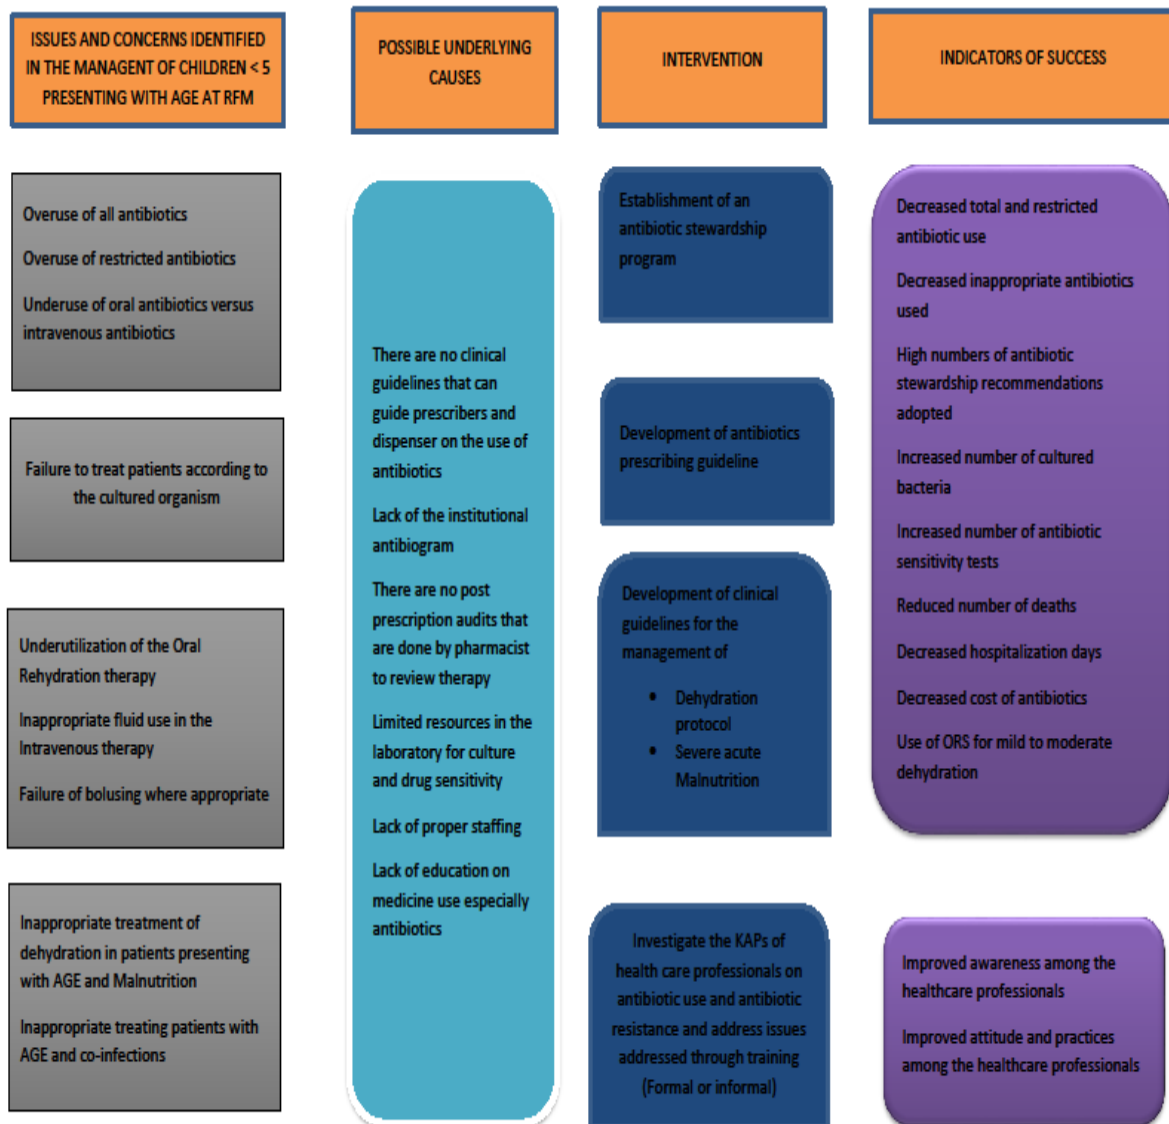 ISSUES AND CONCERNS IDENTIFIED
IN THE MANAGENT OF CHILDREN < 5
PRESENTING WITH AGE AT RFM
POSSIBLE UNDERLYING
CAUSES
INTERVENTION
INDICATORS OF SUCCESS
Overuse of all antibiotics
Overuse of restricted antibiotics
Underuse of oral antibiotics versus
intravenous antibiotics
Failure to treat patients according to
the cultured organism
Underutilization of the Oral
Rehydration therapy
Inappropriate fluid use in the
Intravenous therapy
Failure of bolusing where appropriate
Inappropriate treatment of
dehydration in patients presenting
with AGE and Malnutrition
Inappropriate treating patients with
AGE and co-infections
There are no clinical
guidelines that can
guide prescribers and
dispenser on the use of
antibiotics
Lack of the institutional
antibiogram
There are no post
prescription audits that
are done by pharmacist
to review therapy
Limited resources in the
laboratory for culture
and drug sensitivity
Lack of proper staffing
Lack of education on
medicine use especially
antibiotics
Establishment of an
antibiotic stewardship
program
Development of antibiotics
prescribing guideline
Development of clinical
guidelines for the
management of
• Dehydration
protocol
• Severe acute
Malnutrition
Investigate the KAPs of
health care professionals on
antibiotic use and antibiotic
resistance and address issues
addressed through training
(Formal or informal)
Decreased total and restricted
antibiotic use
Decreased inappropriate antibiotics
used
High numbers of antibiotic
stewardship recommendations
adopted
Increased number of cultured
bacteria
Increased number of antibiotic
sensitivity tests
Reduced number of deaths
Decreased hospitalization days
Decreased cost of antibiotics
Use of ORS for mild to moderate
dehydration
Improved awareness among the
healthcare professionals
Improved attitude and practices
among the healthcare professionals